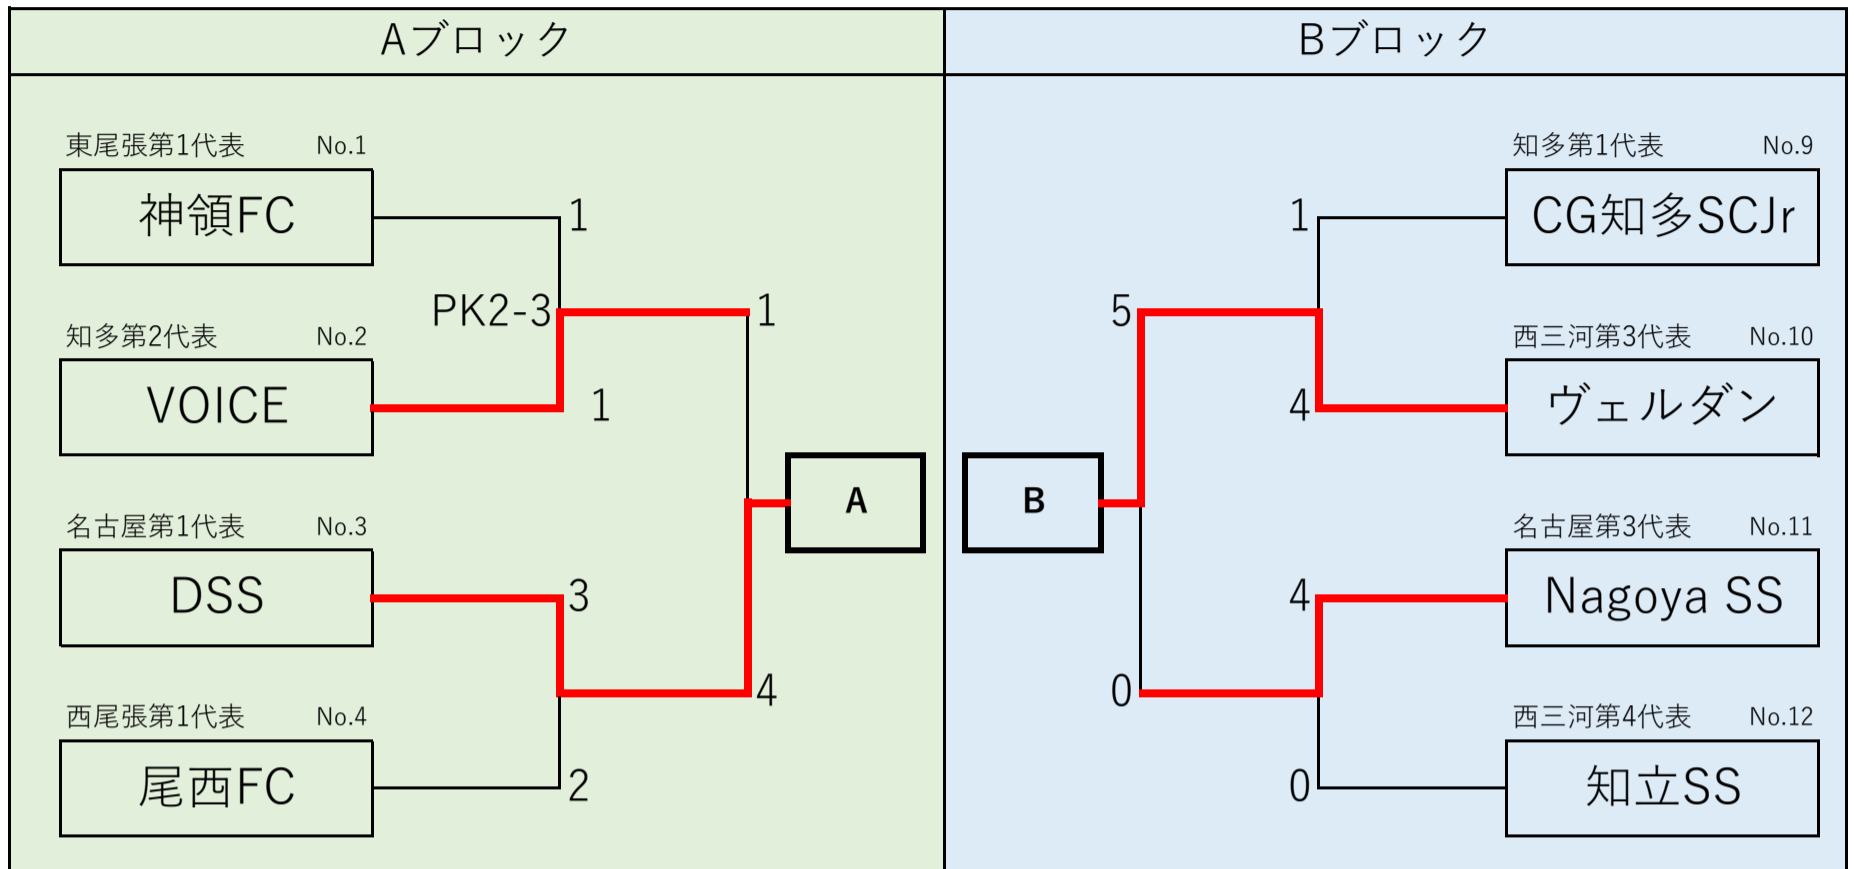 Aブロック
Bブロック
東尾張第1代表 No.1
神領FC
1
PK2-3
1
知多第2代表 No.2
VOICE
1
A
名古屋第1代表 No.3
DSS
3
4
西尾張第1代表 No.4
尾西FC
2
知多第1代表 No.9
CG知多SCJr
1
5
西三河第3代表 No.10
ヴェルダン
4
B
名古屋第3代表 No.11
Nagoya SS
4
0
西三河第4代表 No.12
知立SS
0